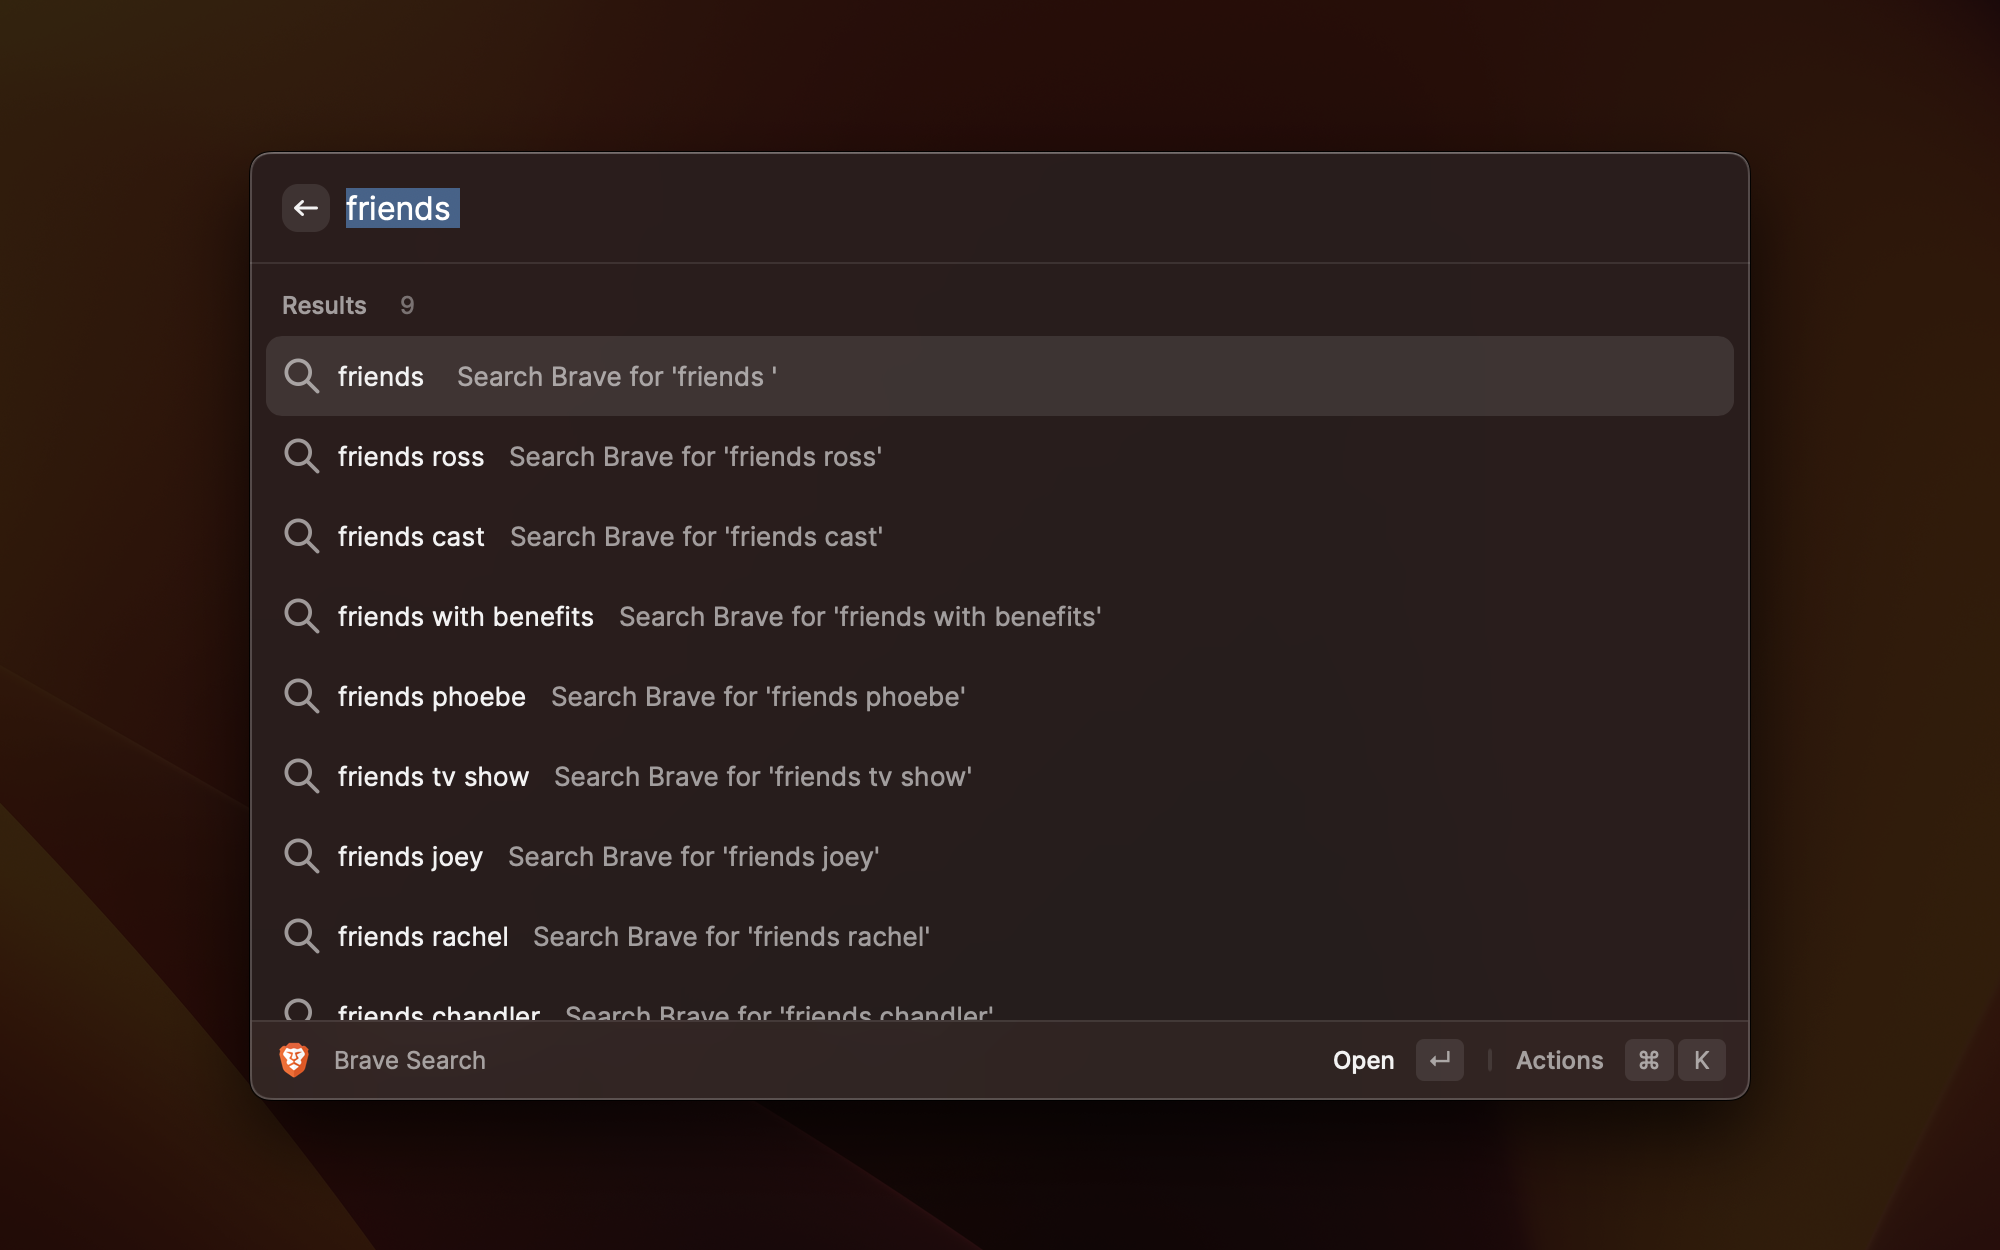 friends
Results 9
friends Search Brave for 'friends '
friends ross Search Brave for 'friends ross'
friends cast Search Brave for 'friends cast'
friends with benefits Search Brave for 'friends with benefits'
friends phoebe Search Brave for 'friends phoebe'
friends tv show Search Brave for 'friends tv show'
friends joey Search Brave for 'friends joey'
friends rachel Search Brave for 'friends rachel'
friends chandler Search Brave for 'friends chandler'
Brave Search Open ↵ | Actions ⌘ K